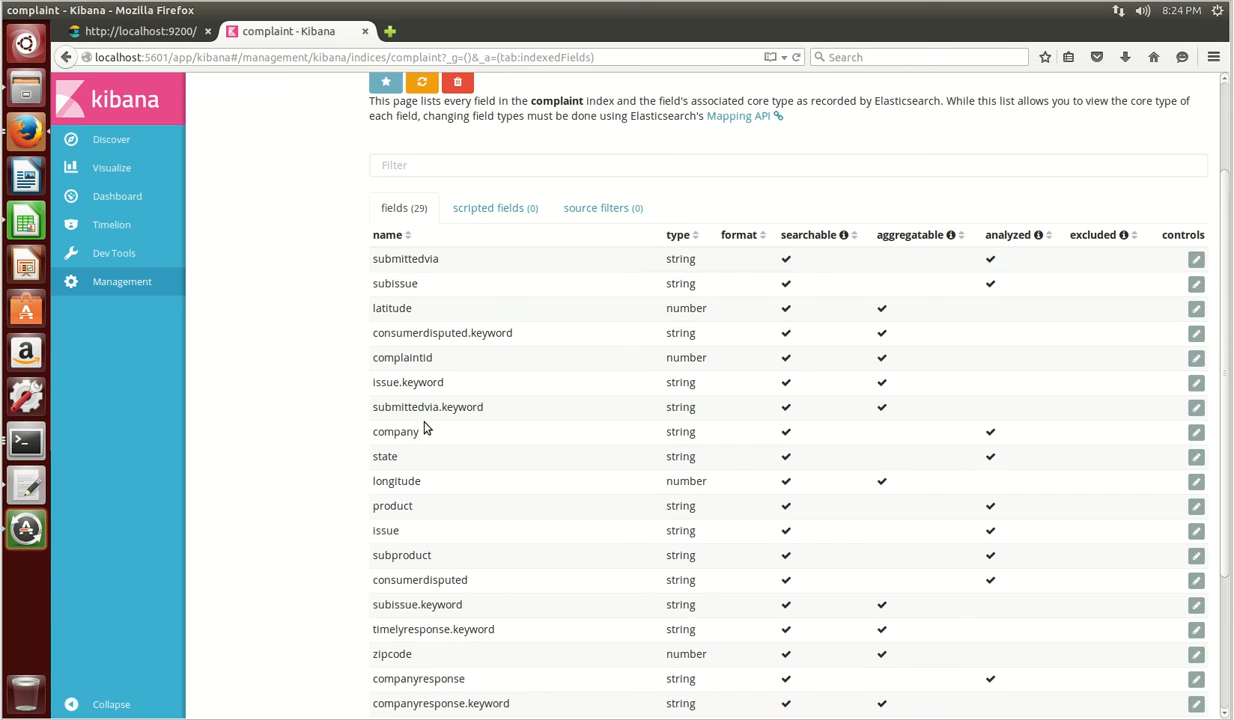 complaint - Kibana - Mozilla Firefox
8:24 PM
http://localhost:9200/
complaint - Kibana
localhost:5601/app/kibana#/management/kibana/indices/complaint?_g=()&_a=(tab:indexedFields)
Search
kibana
Discover
Visualize
Dashboard
Timelion
Dev Tools
Management
Collapse
This page lists every field in the complaint index and the field's associated core type as recorded by Elasticsearch. While this list allows you to view the core type of
each field, changing field types must be done using Elasticsearch's Mapping API
Filter
fields (29) scripted fields (0) source filters (0)
name type format searchable aggregatable analyzed excluded controls
submittedvia string
subissue string
latitude number
consumerdisputed.keyword string
complaintid number
issue.keyword string
submittedvia.keyword string
company string
state string
longitude number
product string
issue string
subproduct string
consumerdisputed string
subissue.keyword string
timelyresponse.keyword string
zipcode number
companyresponse string
companyresponse.keyword string